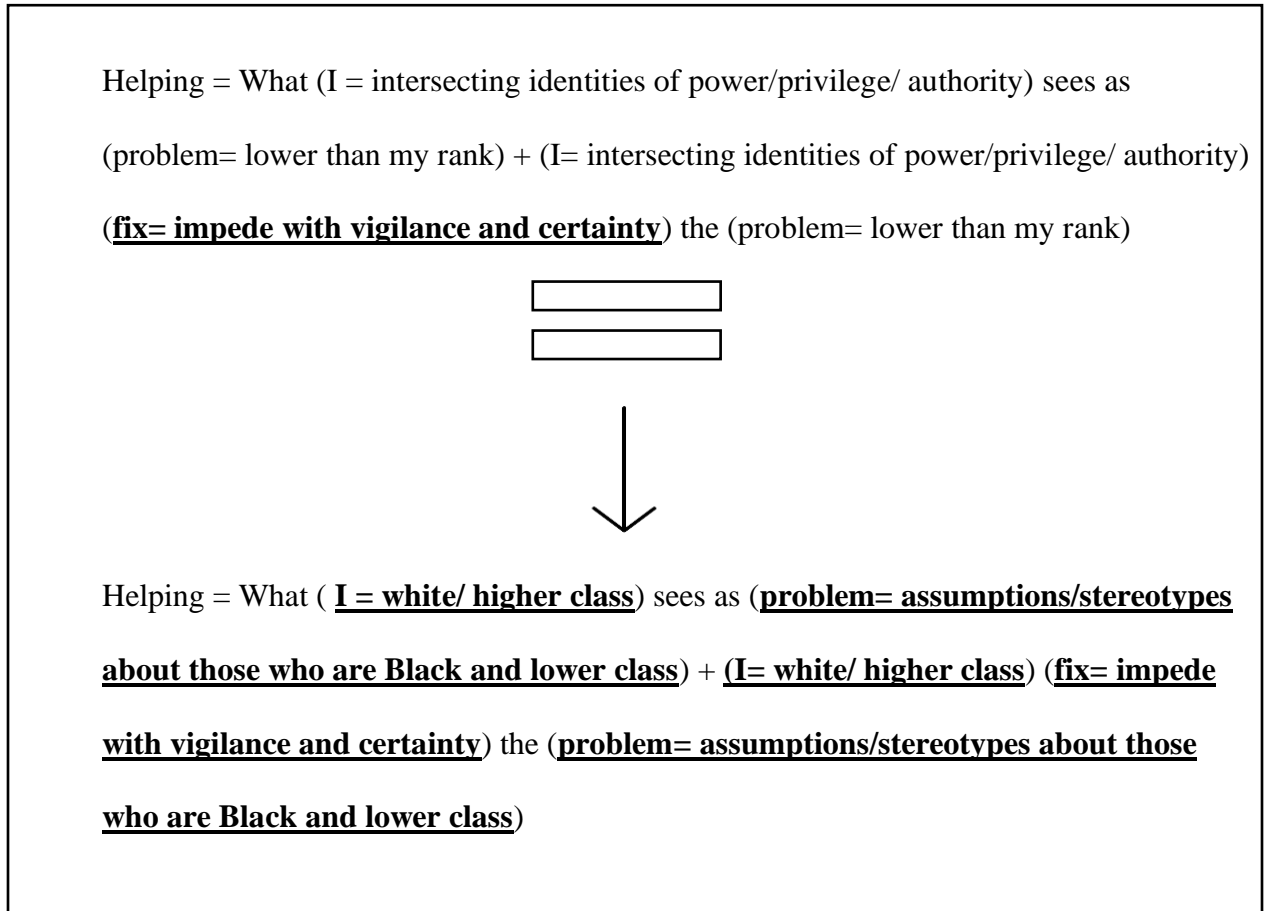 Helping = What (I = intersecting identities of power/privilege/ authority) sees as
(problem= lower than my rank) + (I= intersecting identities of power/privilege/ authority)
(fix= impede with vigilance and certainty) the (problem= lower than my rank)
Helping = What ( I = white/ higher class) sees as (problem= assumptions/stereotypes
about those who are Black and lower class) + (I= white/ higher class) (fix= impede
with vigilance and certainty) the (problem= assumptions/stereotypes about those
who are Black and lower class)